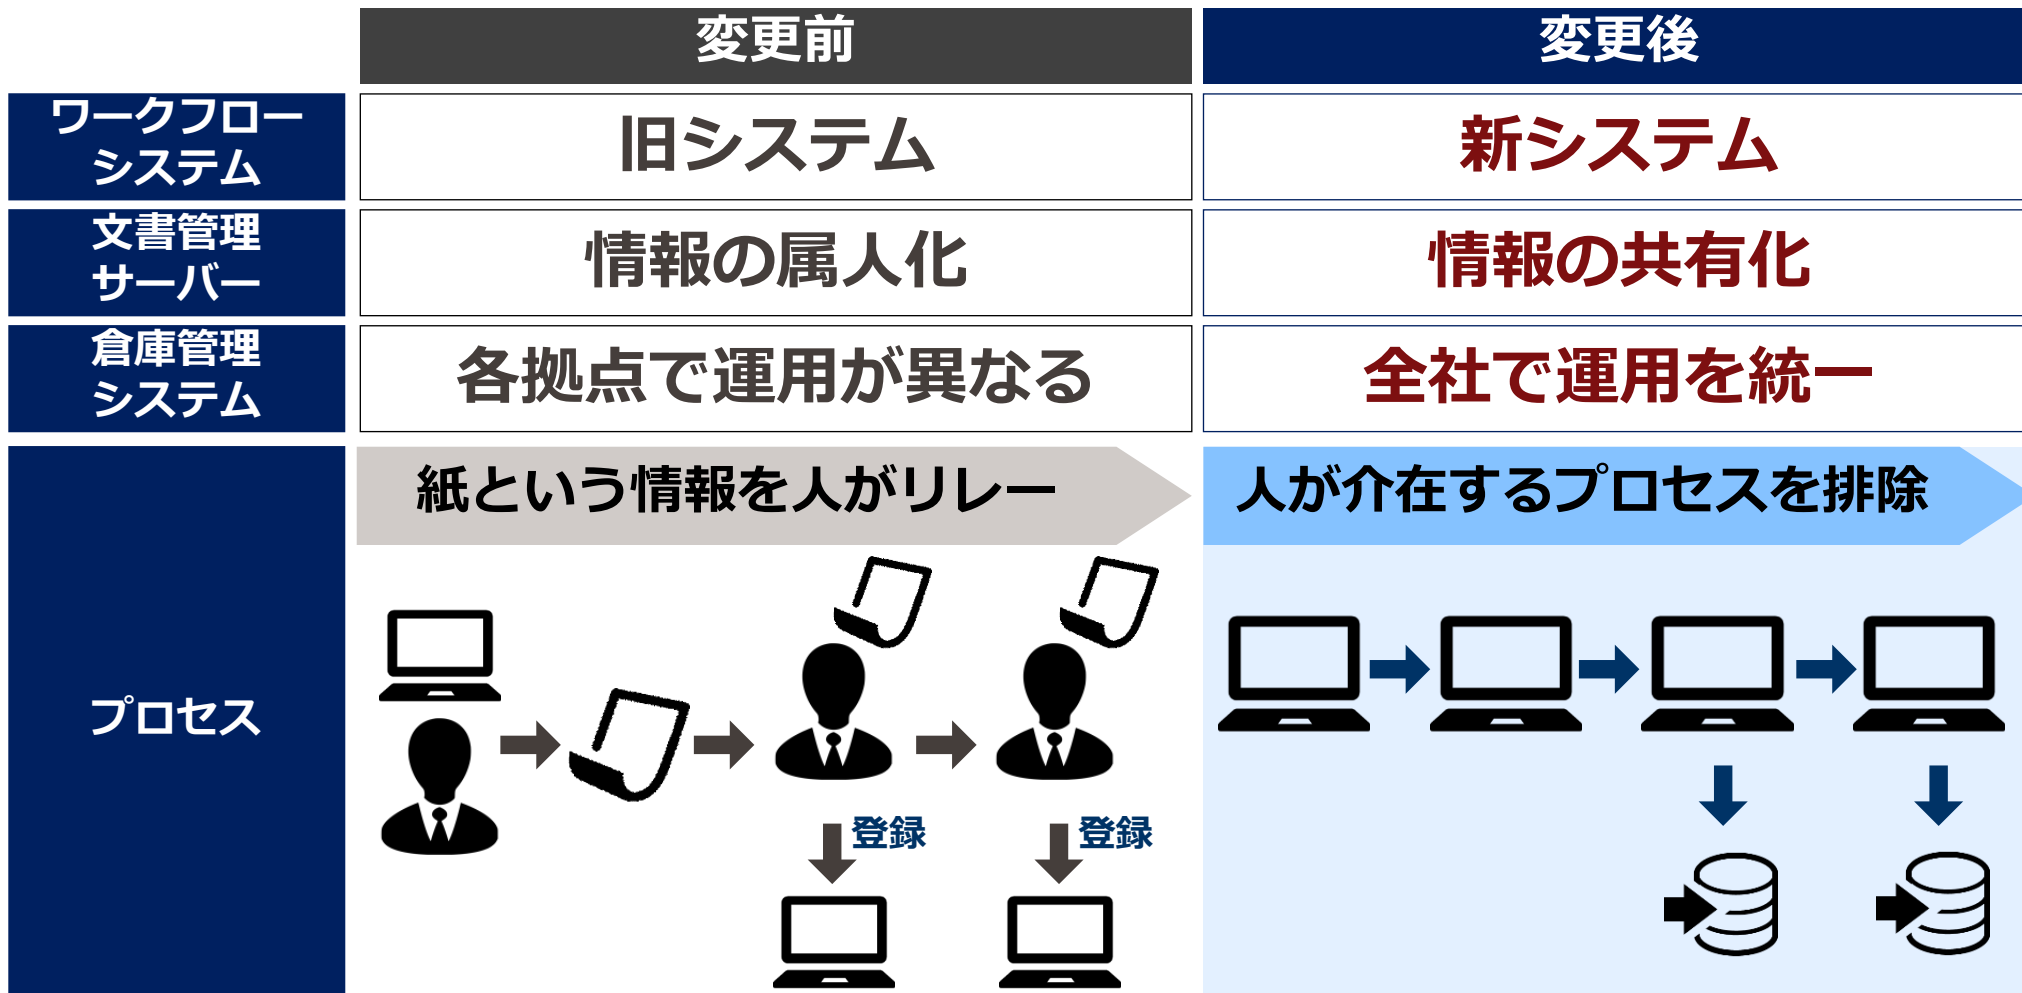 変更前
変更後
ワークフロー
システム
旧システム
新システム
文書管理
サーバー
情報の属人化
情報の共有化
倉庫管理
システム
各拠点で運用が異なる
全社で運用を統一
プロセス
紙という情報を人がリレー
人が介在するプロセスを排除
登録
登録